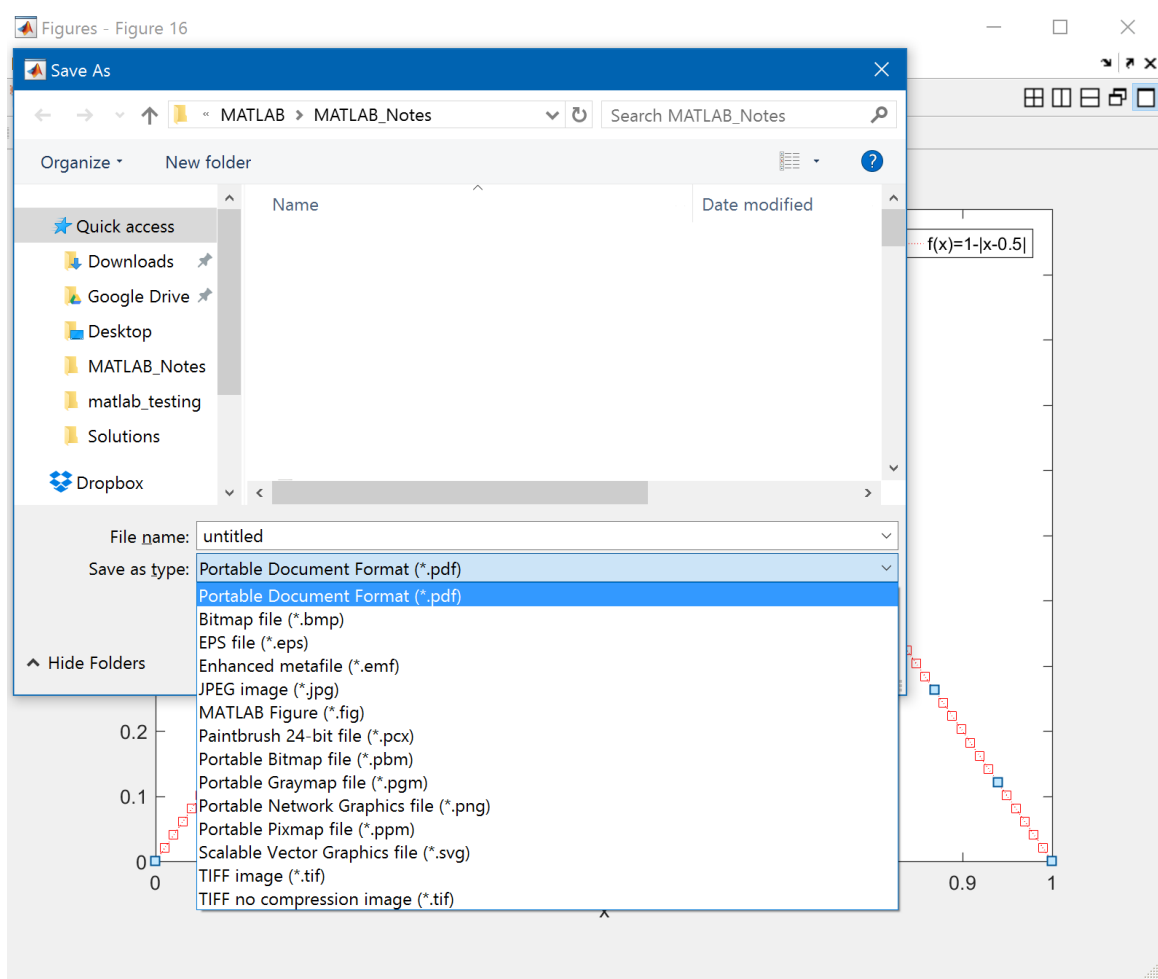 Figures - Figure 16
Save As
« MATLAB > MATLAB_Notes
Search MATLAB_Notes
Organize
New folder
?
Name
Date modified
Quick access
Downloads
Google Drive
Desktop
MATLAB_Notes
matlab_testing
Solutions
Dropbox
f(x)=1-|x-0.5|
File name: untitled
Save as type: Portable Document Format (*.pdf)
Portable Document Format (*.pdf)
Bitmap file (*.bmp)
EPS file (*.eps)
Enhanced metafile (*.emf)
JPEG image (*.jpg)
MATLAB Figure (*.fig)
Paintbrush 24-bit file (*.pcx)
Portable Bitmap file (*.pbm)
Portable Graymap file (*.pgm)
Portable Network Graphics file (*.png)
Portable Pixmap file (*.ppm)
Scalable Vector Graphics file (*.svg)
TIFF image (*.tif)
TIFF no compression image (*.tif)
Hide Folders
0.2
0.1
0
0
0.9
1